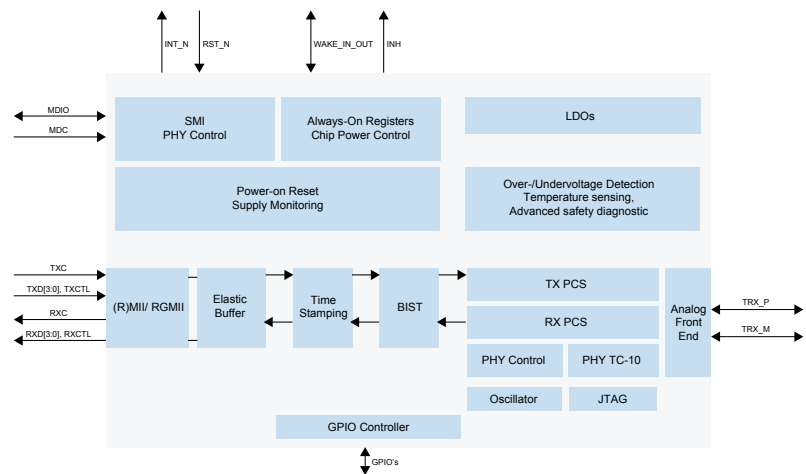 INT_N
RST_N
WAKE_IN_OUT
INH
MDIO
MDC
SMI
PHY Control
Always-On Registers
Chip Power Control
LDOs
Power-on Reset
Supply Monitoring
Over-/Undervoltage Detection
Temperature sensing,
Advanced safety diagnostic
TXC
TXD[3:0], TXCTL
RXC
RXD[3:0], RXCTL
(R)MII/ RGMII
Elastic
Buffer
Time
Stamping
BIST
TX PCS
RX PCS
PHY Control
PHY TC-10
Oscillator
JTAG
Analog
Front
End
TRX_P
TRX_M
GPIO Controller
GPIO's